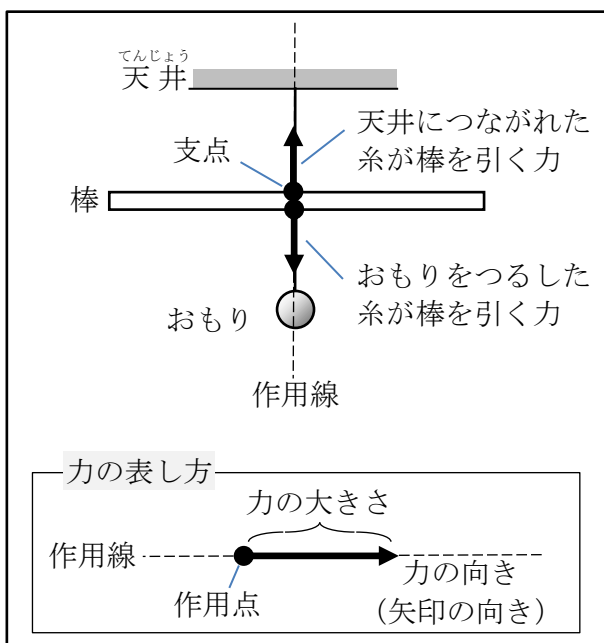 てんじょう
天井
支点
天井につながれた
糸が棒を引く力
棒
おもりをつるした
糸が棒を引く力
おもり
作用線
力の表し方
力の大きさ
作用線
力の向き
(矢印の向き)
作用点